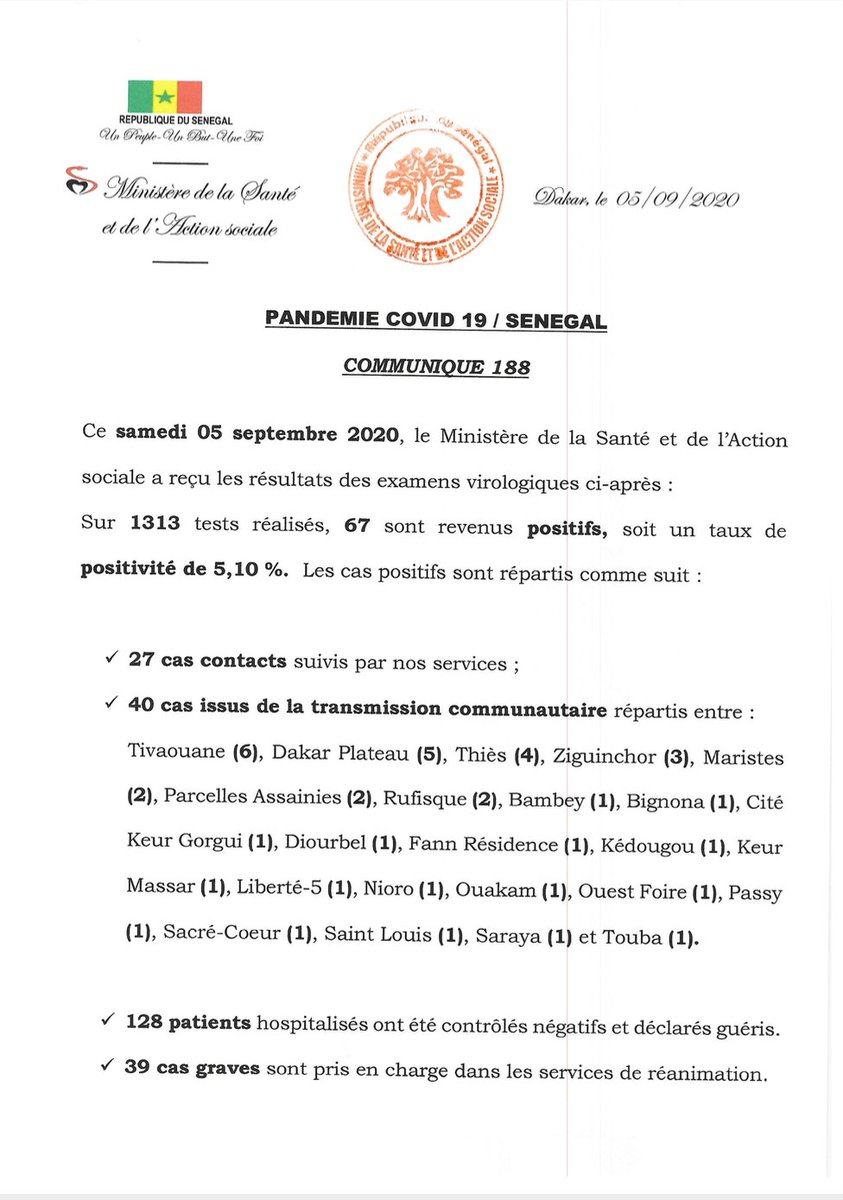 REPUBLIQUE DU SENEGAL
Un Peuple-Un But-Une Foi
Ministère de la Santé
et de l'Action sociale
République du Sénégal
MINISTÈRE DE LA SANTÉ ET DE L'ACTION SOCIALE
Dakar, le 05/09/2020
PANDEMIE COVID 19 / SENEGAL
COMMUNIQUE 188
Ce samedi 05 septembre 2020, le Ministère de la Santé et de l'Action
sociale a reçu les résultats des examens virologiques ci-après :
Sur 1313 tests réalisés, 67 sont revenus positifs, soit un taux de
positivité de 5,10 %. Les cas positifs sont répartis comme suit :
✓ 27 cas contacts suivis par nos services ;
✓ 40 cas issus de la transmission communautaire répartis entre :
Tivaouane (6), Dakar Plateau (5), Thiès (4), Ziguinchor (3), Maristes
(2), Parcelles Assainies (2), Rufisque (2), Bambey (1), Bignona (1), Cité
Keur Gorgui (1), Diourbel (1), Fann Résidence (1), Kédougou (1), Keur
Massar (1), Liberté-5 (1), Nioro (1), Ouakam (1), Ouest Foire (1), Passy
(1), Sacré-Coeur (1), Saint Louis (1), Saraya (1) et Touba (1).
✓ 128 patients hospitalisés ont été contrôlés négatifs et déclarés guéris.
✓ 39 cas graves sont pris en charge dans les services de réanimation.